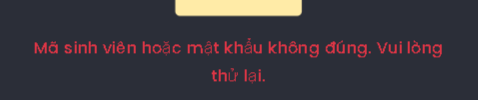 Mã sinh viên hoặc mật khẩu không đúng. Vui lòng
thử lại.